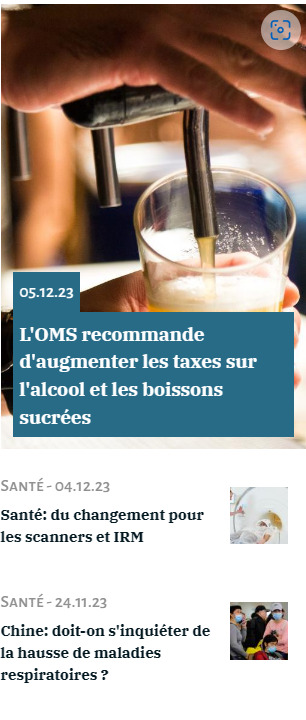 05.12.23
L'OMS recommande
d'augmenter les taxes sur
l'alcool et les boissons
sucrées
Santé - 04.12.23
Santé: du changement pour
les scanners et IRM
Santé - 24.11.23
Chine: doit-on s'inquiéter de
la hausse de maladies
respiratoires ?